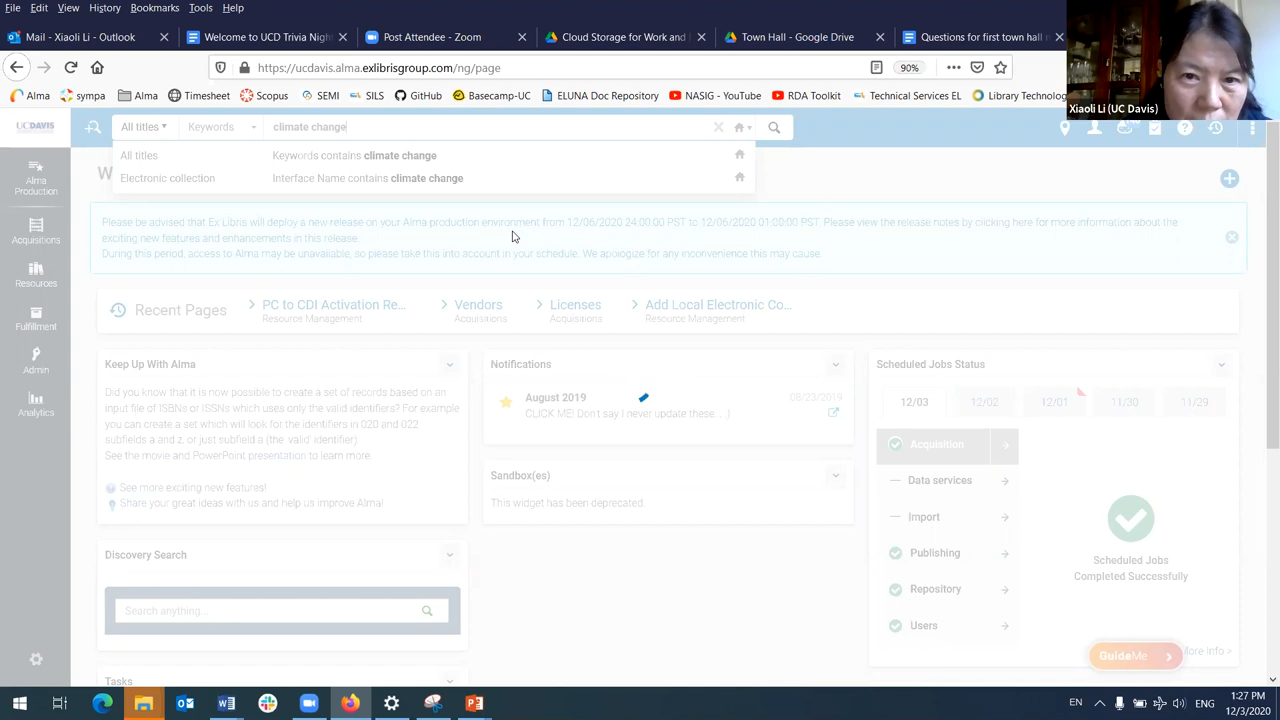 File Edit View History Bookmarks Tools Help
Mail - Xiaoli Li - Outlook
Welcome to UCD Trivia Nigh
Post Attendee - Zoom
Cloud Storage for Work and
Town Hall - Google Drive
Questions for first town hall
https://ucdavis.alma.exlibrisgroup.com/ng/page
90%
Alma sympa Alma Timesheet Scopus SEMI SILS GitHub Basecamp-UC ELUNA Doc Repository NASIG - YouTube RDA Toolkit Technical Services EL Library Technology
Xiaoli Li (UC Davis)
UCDAVIS
All titles Keywords climate change
All titles Keywords contains climate change
Electronic collection Interface Name contains climate change
Alma
Production
Acquisitions
Resources
Fulfillment
Admin
Analytics
Please be advised that Ex Libris will deploy a new release on your Alma production environment from 12/06/2020 24:00:00 PST to 12/06/2020 01:00:00 PST. Please view the release notes by clicking here for more information about the
exciting new features and enhancements in this release.
During this period, access to Alma may be unavailable, so please take this into account in your schedule. We apologize for any inconvenience this may cause.
Recent Pages
PC to CDI Activation Re...
Resource Management
Vendors
Acquisitions
Licenses
Acquisitions
Add Local Electronic Co...
Resource Management
Keep Up With Alma
Did you know that it is now possible to create a set of records based on an
input file of ISBNs or ISSNs which uses only the valid identifiers? For example
you can create a set which will look for the identifiers in 020 and 022
subfields a and z, or just subfield a (the 'valid' identifier).
See the movie and PowerPoint presentation to learn more.
See more exciting new features!
Share your great ideas with us and help us improve Alma!
Discovery Search
Search anything...
Tasks
Notifications
August 2019 08/23/2019
CLICK ME! Don't say I never update these... ;)
Sandbox(es)
This widget has been deprecated.
Scheduled Jobs Status
12/03 12/02 12/01 11/30 11/29
Acquisition
Data services
Import
Publishing
Repository
Users
Scheduled Jobs
Completed Successfully
More Info >
GuideMe
EN
ENG
1:27 PM
12/3/2020